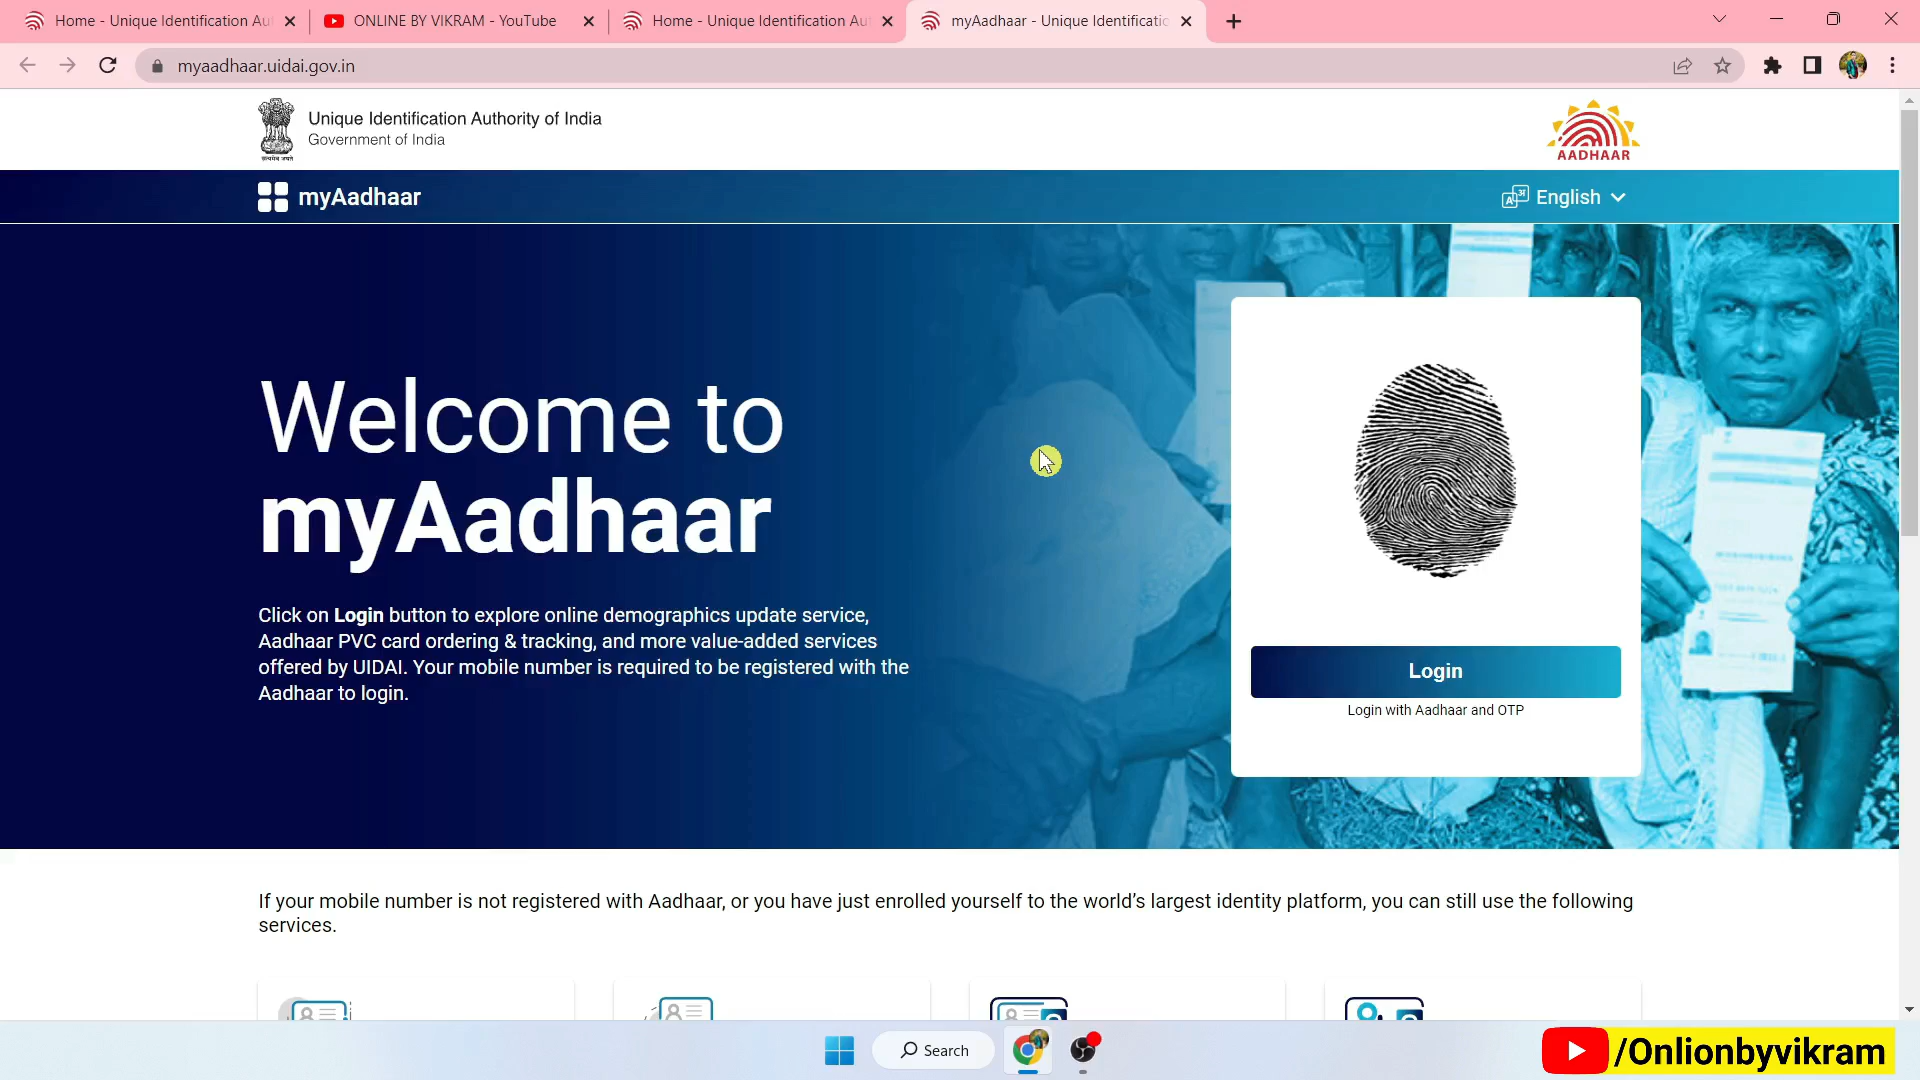 Home - Unique Identification Au
ONLINE BY VIKRAM - YouTube
Home - Unique Identification Au
myAadhaar - Unique Identificatio
myaadhaar.uidai.gov.in
Unique Identification Authority of India
Government of India
AADHAAR
myAadhaar
English
Welcome to
myAadhaar
Click on Login button to explore online demographics update service,
Aadhaar PVC card ordering & tracking, and more value-added services
offered by UIDAI. Your mobile number is required to be registered with the
Aadhaar to login.
Login
Login with Aadhaar and OTP
If your mobile number is not registered with Aadhaar, or you have just enrolled yourself to the world’s largest identity platform, you can still use the following
services.
Search
/Onlionbyvikram